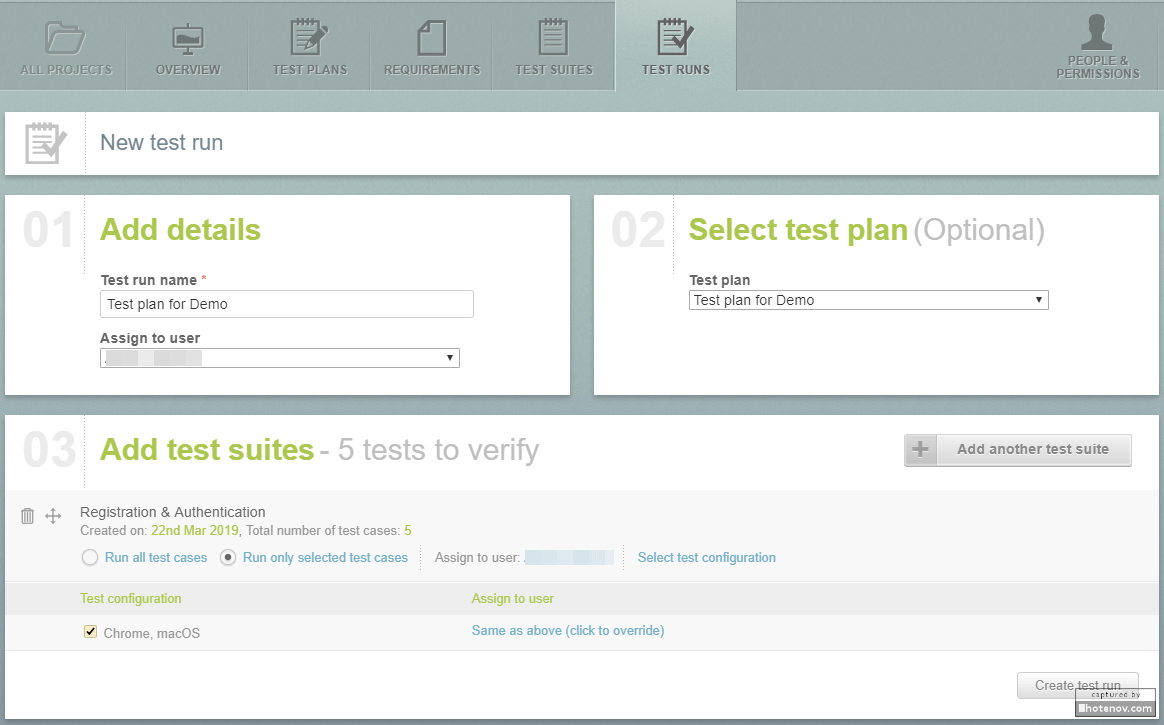 ALL PROJECTS
OVERVIEW
TEST PLANS
REQUIREMENTS
TEST SUITES
TEST RUNS
PEOPLE &
PERMISSIONS
New test run
01
Add details
Test run name *
Test plan for Demo
Assign to user
02
Select test plan (Optional)
Test plan
Test plan for Demo
03
Add test suites - 5 tests to verify
Add another test suite
Registration & Authentication
Created on: 22nd Mar 2019, Total number of test cases: 5
Run all test cases
Run only selected test cases
Assign to user:
Select test configuration
Test configuration
Assign to user
Chrome, macOS
Same as above (click to override)
Create test run
captured by
hotanov.com